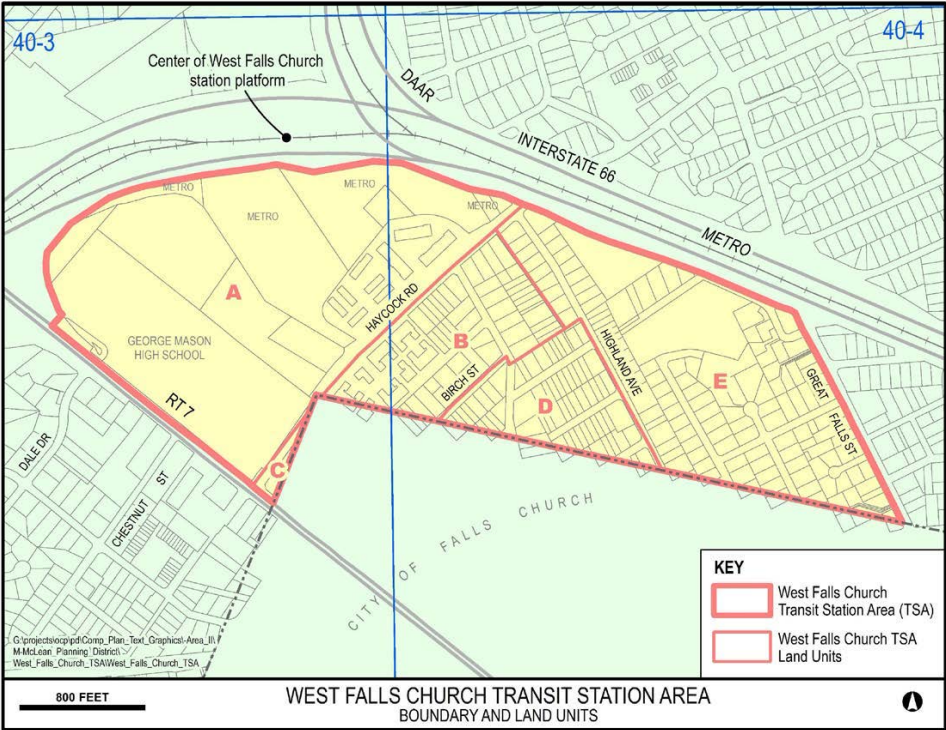 40-3
40-4
Center of West Falls Church
station platform
DAAR
INTERSTATE 66
METRO
METRO
METRO
METRO
METRO
A
HAYCOCK RD
GEORGE MASON
HIGH SCHOOL
B
BIRCH ST
HIGHLAND AVE
E
D
GREAT
FALLS ST
RT 7
C
DALE DR
CHESTNUT
ST
CITY OF FALLS CHURCH
KEY
West Falls Church
Transit Station Area (TSA)
West Falls Church TSA
Land Units
G:\projects\ocp\pd\Comp_Plan_Text_Graphics\-Area_II\
M-McLean_Planning_District\
West_Falls_Church_TSA\West_Falls_Church_TSA
800 FEET
WEST FALLS CHURCH TRANSIT STATION AREA
BOUNDARY AND LAND UNITS